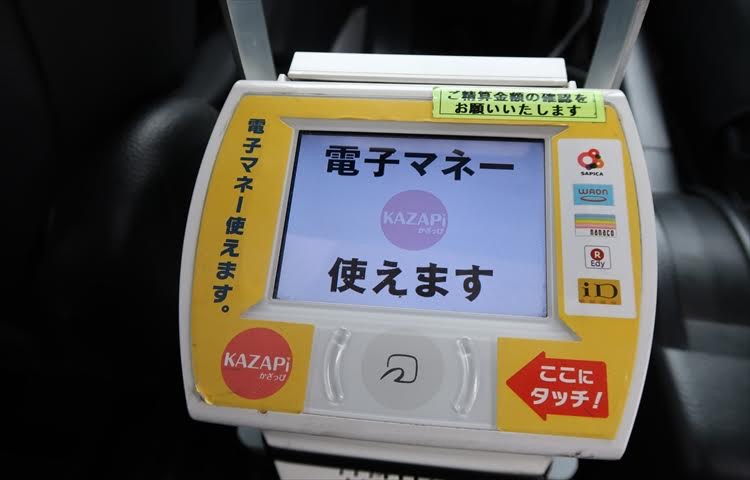 ご精算金額の確認を
お願いいたします
電子マネー使えます。
電子マネー
KAZAPi
かざっぴ
使えます
SAPICA
WAON
nanaco
R
Edy
iD
KAZAPi
かざっぴ
ここに
タッチ!